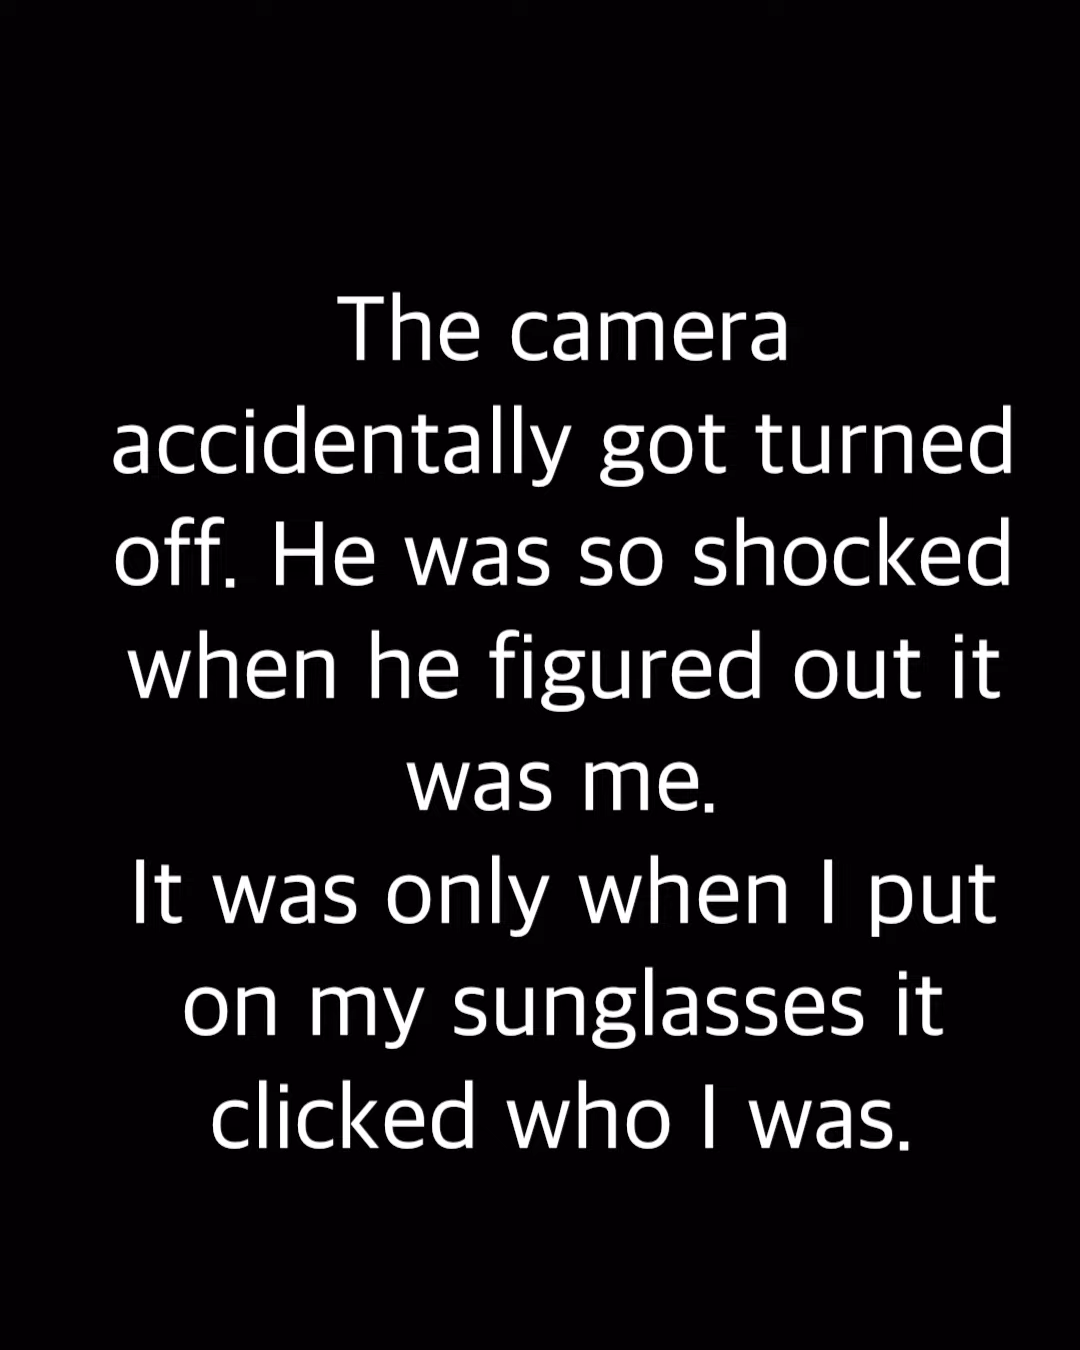 The camera
accidentally got turned
off. He was so shocked
when he figured out it
was me.
It was only when I put
on my sunglasses it
clicked who I was.